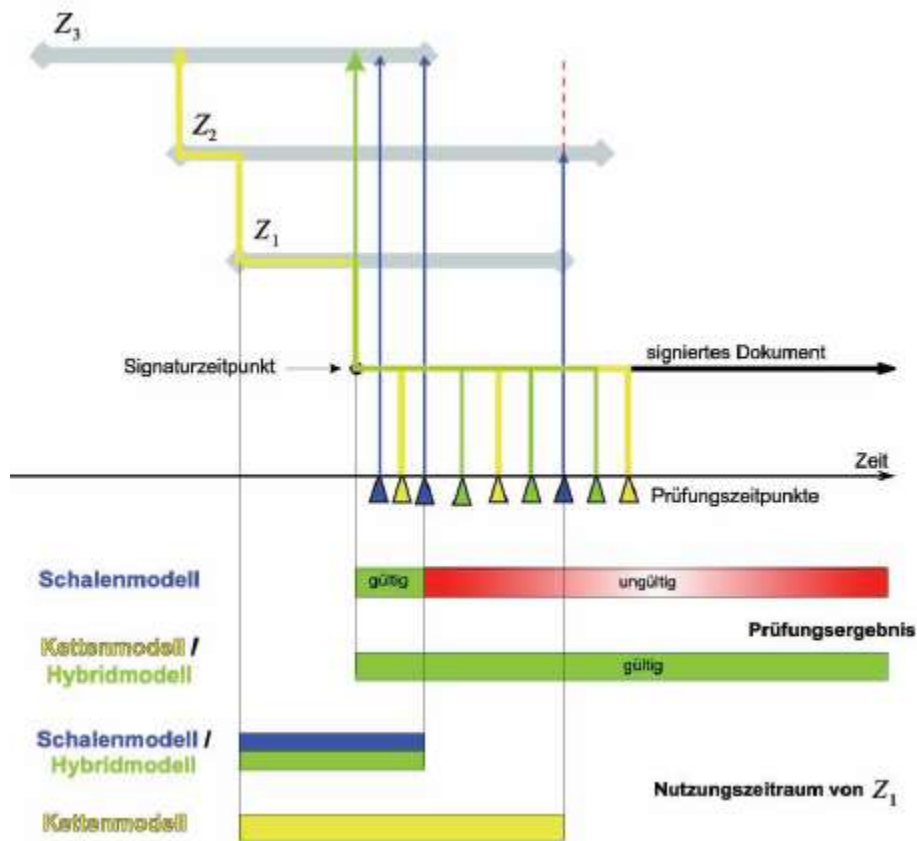 Z3
Z2
Z1
Signaturzeitpunkt
signiertes Dokument
Zeit
Prüfungszeitpunkte
Schalenmodell
gültig
ungültig
Prüfungsergebnis
Kettenmodell /
Hybridmodell
gültig
Schalenmodell /
Hybridmodell
Nutzungszeitraum von Z1
Kettenmodell